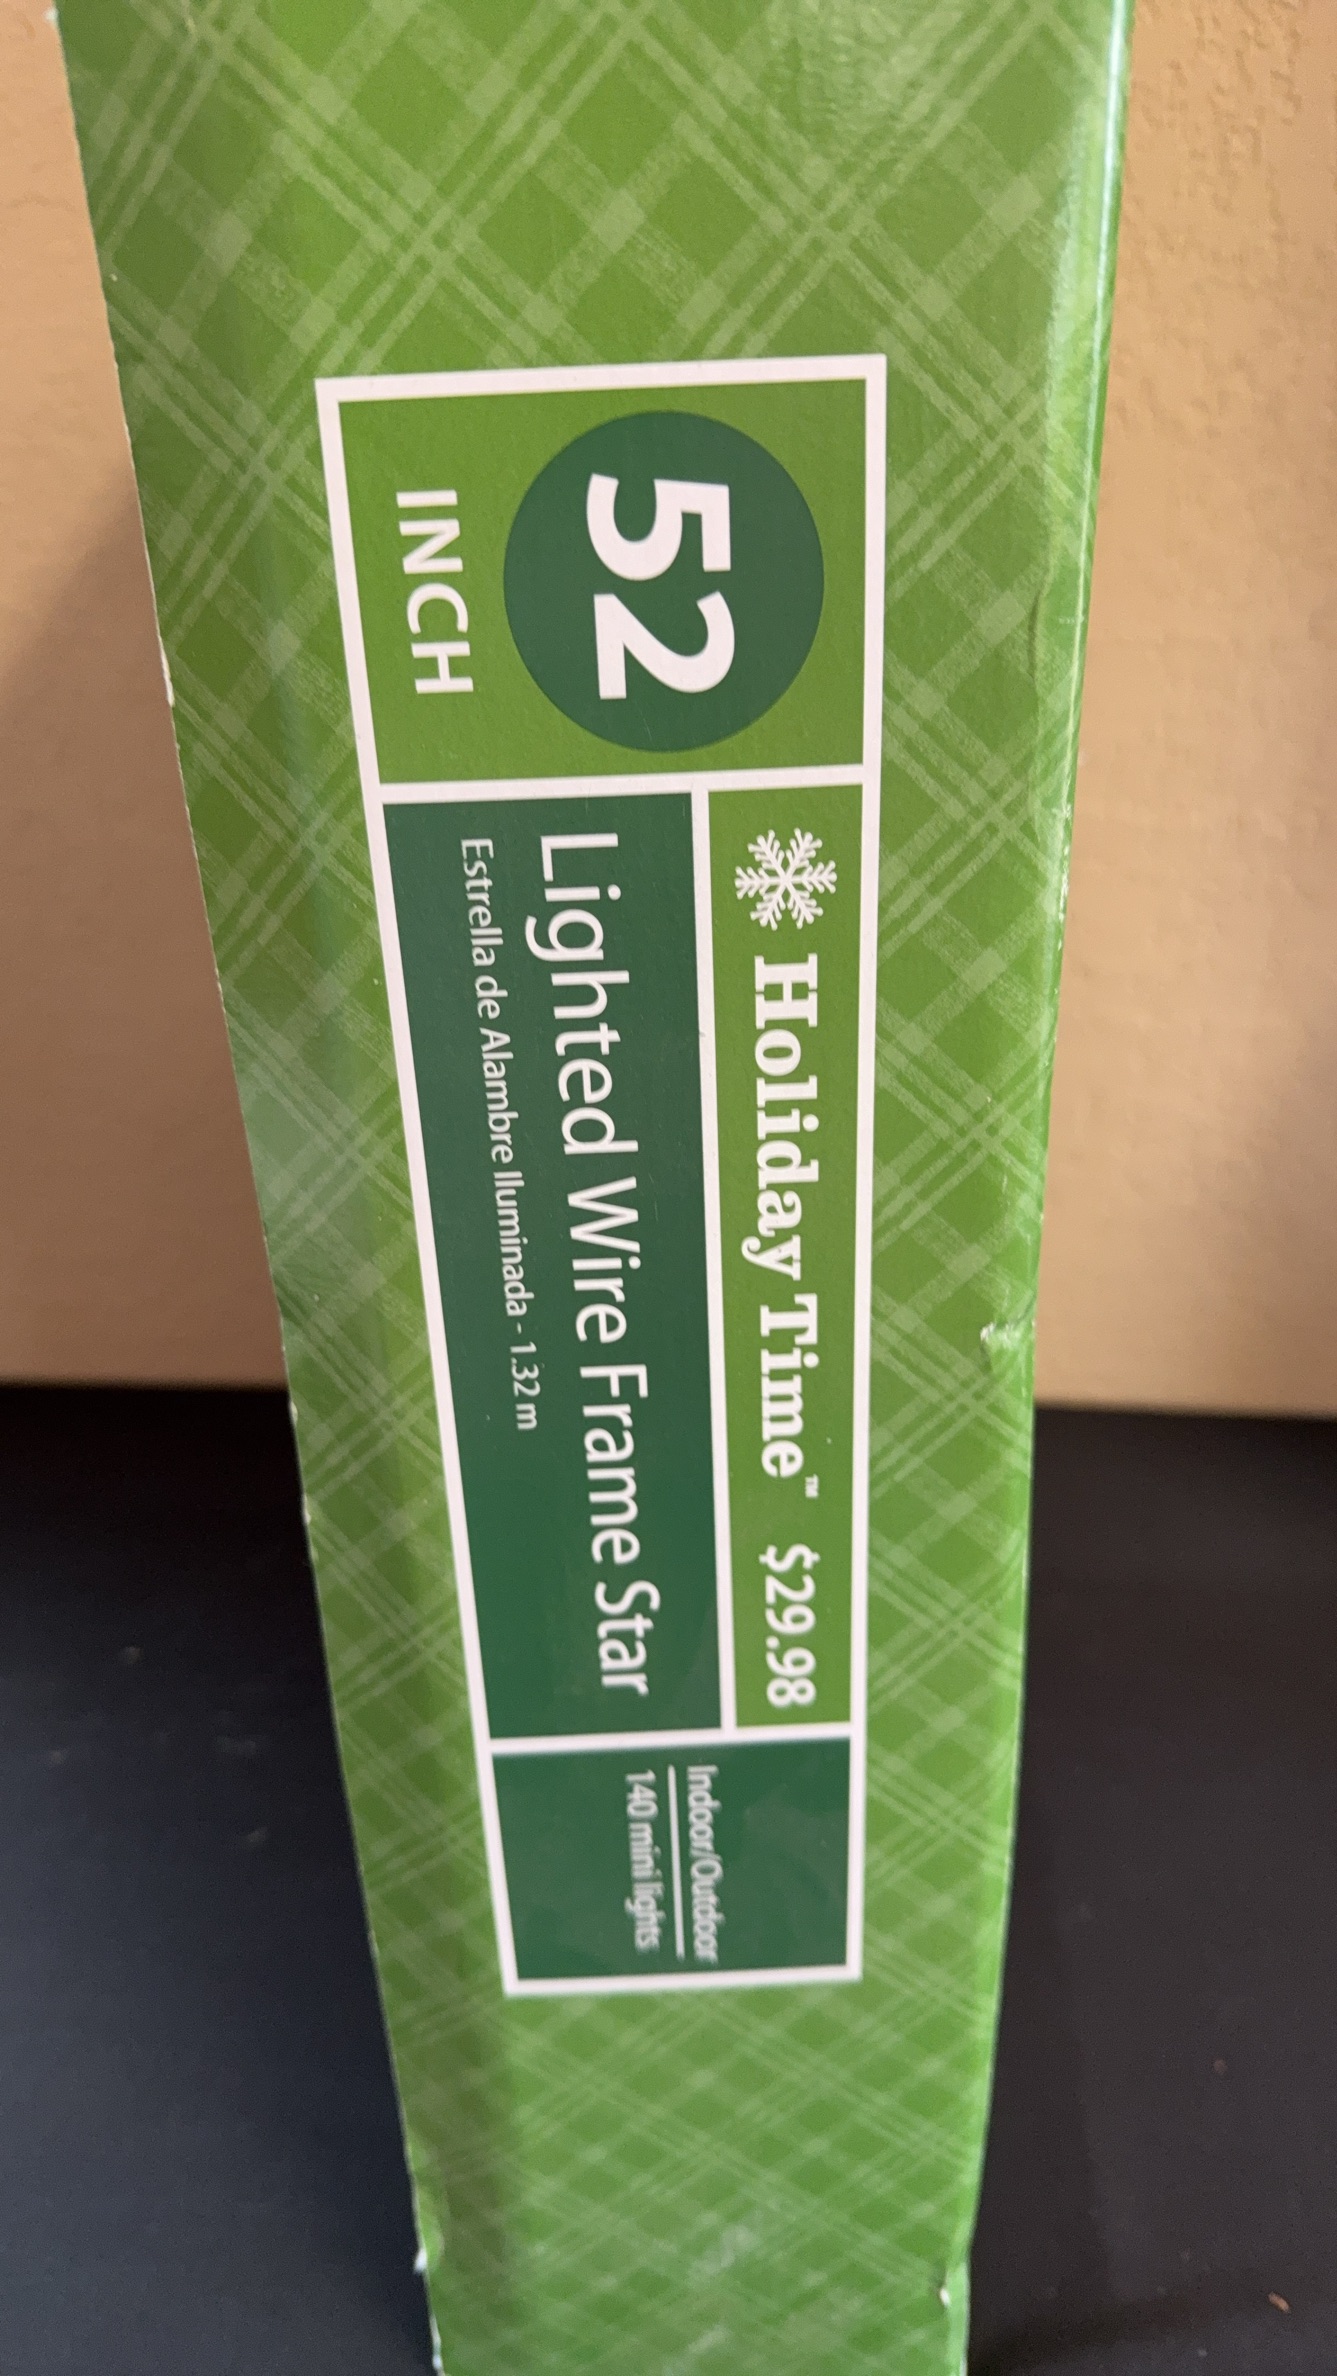 52
INCH
Holiday Time™ $29.98
Lighted Wire Frame Star
Estrella de Alambre Iluminada - 1.32 m
Indoor/Outdoor
140 mini lights